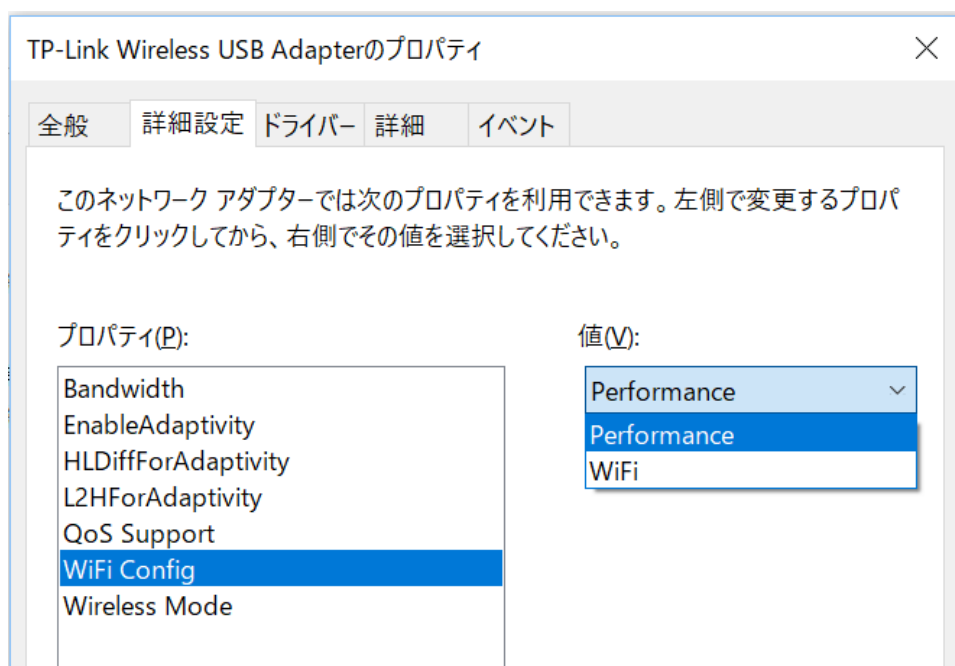 TP-Link Wireless USB Adapterのプロパティ
全般 詳細設定 ドライバー 詳細 イベント
このネットワーク アダプターでは次のプロパティを利用できます。左側で変更するプロパ
ティをクリックしてから、右側でその値を選択してください。
プロパティ(P):
値(V):
Bandwidth
EnableAdaptivity
HLDiffForAdaptivity
L2HForAdaptivity
QoS Support
WiFi Config
Wireless Mode
Performance
Performance
WiFi